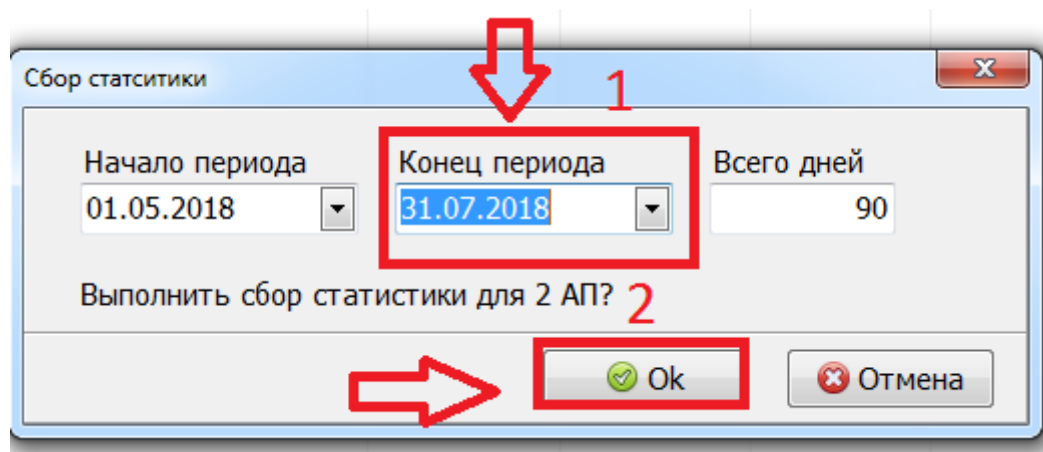 Сбор статситики
1
Начало периода Конец периода Всего дней
01.05.2018 31.07.2018 90
Выполнить сбор статистики для 2 АП? 2
Ok Отмена